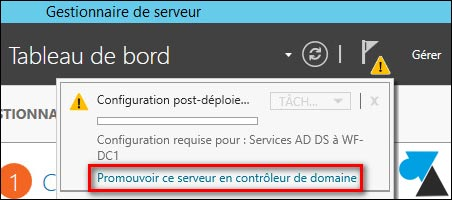 Gestionnaire de serveur
Tableau de bord
Gérer
Configuration post-déploie...
TÂCH...
X
Configuration requise pour : Services AD DS à WF-
DC1
Promouvoir ce serveur en contrôleur de domaine
STIONNA
1